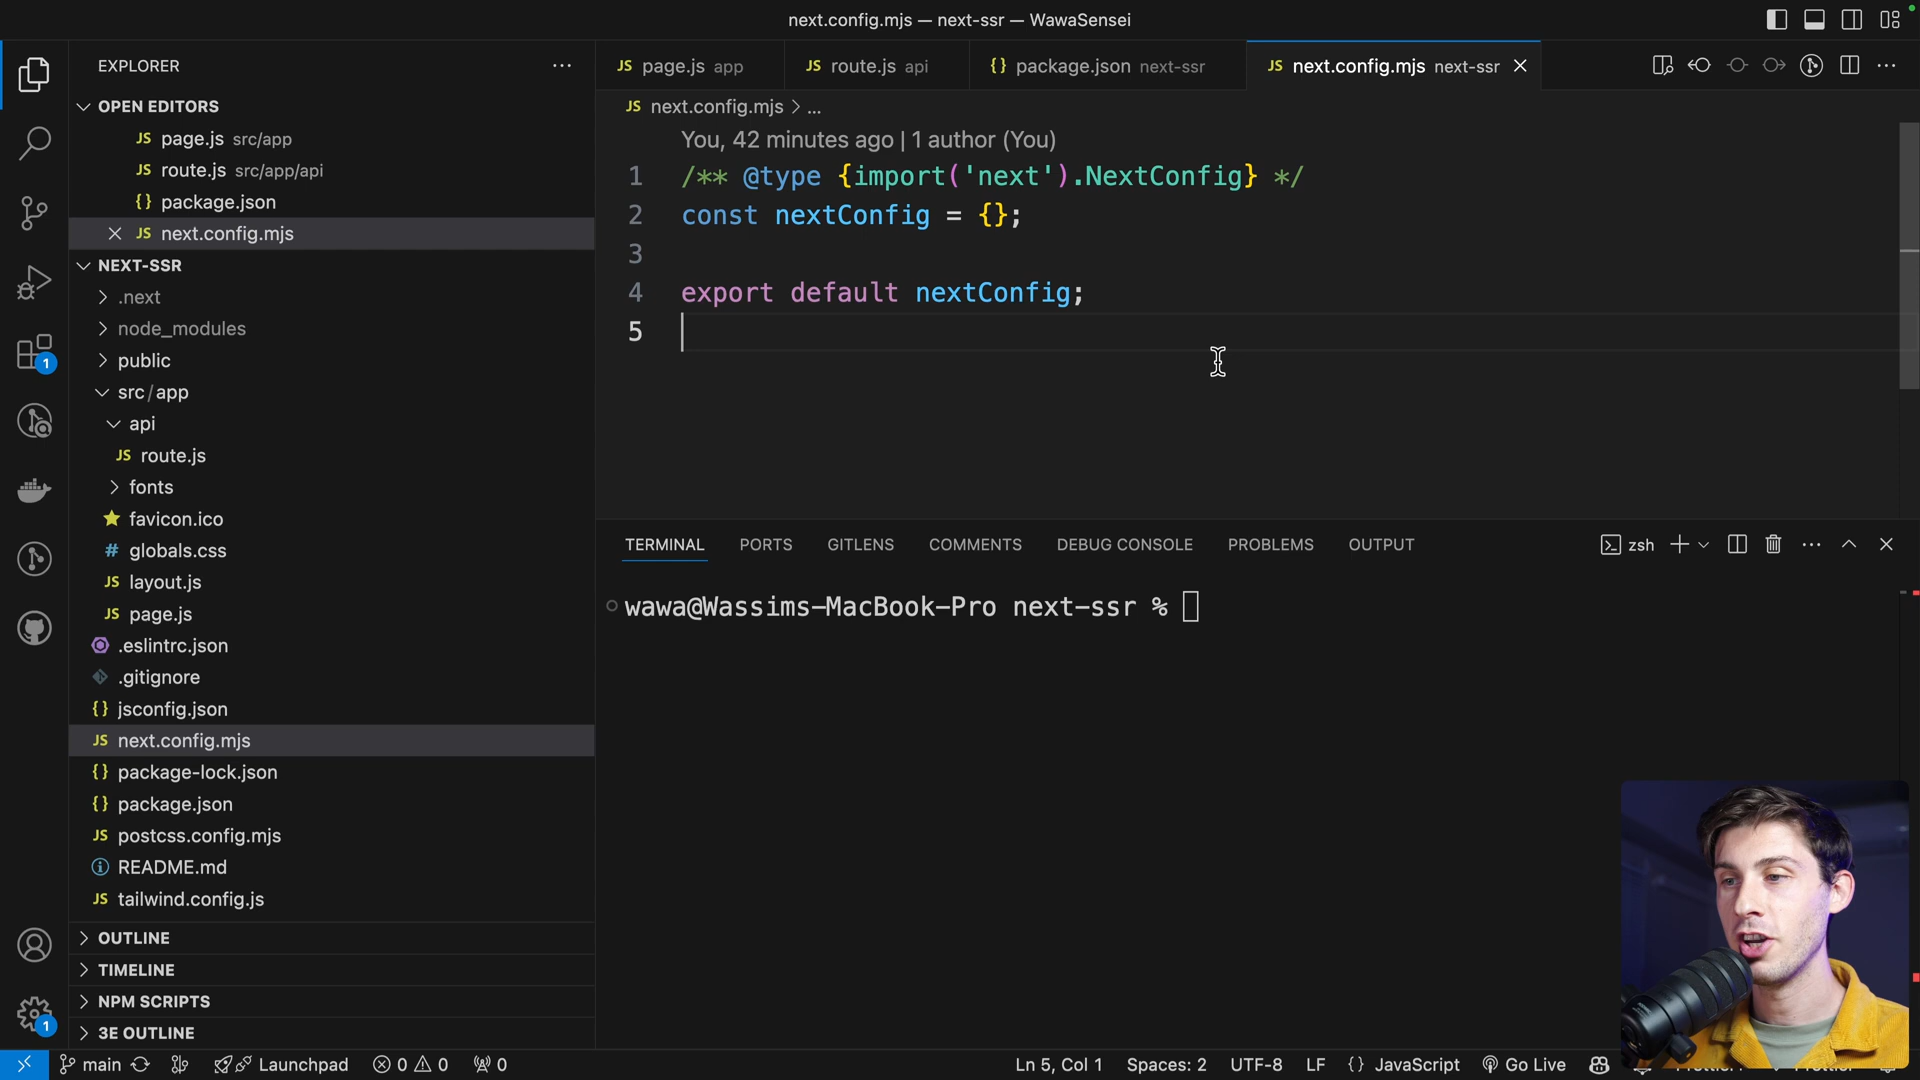 next.config.mjs — next-ssr — WawaSensei
EXPLORER
OPEN EDITORS
JS page.js src/app
JS route.js src/app/api
{} package.json
JS next.config.mjs
NEXT-SSR
.next
node_modules
public
src/app
api
JS route.js
fonts
favicon.ico
# globals.css
JS layout.js
JS page.js
.eslintrc.json
.gitignore
{} jsconfig.json
JS next.config.mjs
{} package-lock.json
{} package.json
JS postcss.config.mjs
README.md
JS tailwind.config.js
OUTLINE
TIMELINE
NPM SCRIPTS
3E OUTLINE
1
1
JS page.js app
JS route.js api
{} package.json next-ssr
JS next.config.mjs next-ssr
JS next.config.mjs > ...
You, 42 minutes ago | 1 author (You)
1 /** @type {import('next').NextConfig} */
2 const nextConfig = {};
3
4 export default nextConfig;
5
TERMINAL PORTS GITLENS COMMENTS DEBUG CONSOLE PROBLEMS OUTPUT
zsh
wawa@Wassims-MacBook-Pro next-ssr %
main Launchpad 0 0 0 Ln 5, Col 1 Spaces: 2 UTF-8 LF {} JavaScript Go Live